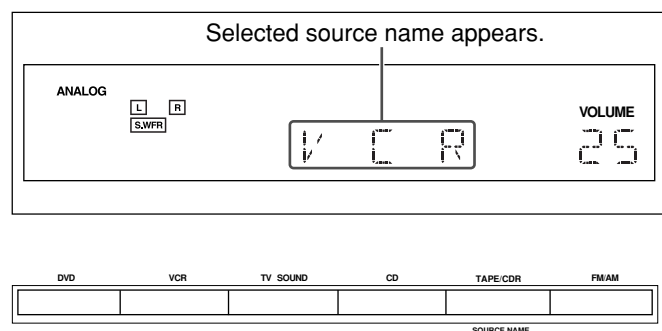 Selected source name appears.
ANALOG
L R
S.WFR
VOLUME
V C R
25
DVD VCR TV SOUND CD TAPE/CDR FM/AM
SOURCE NAME